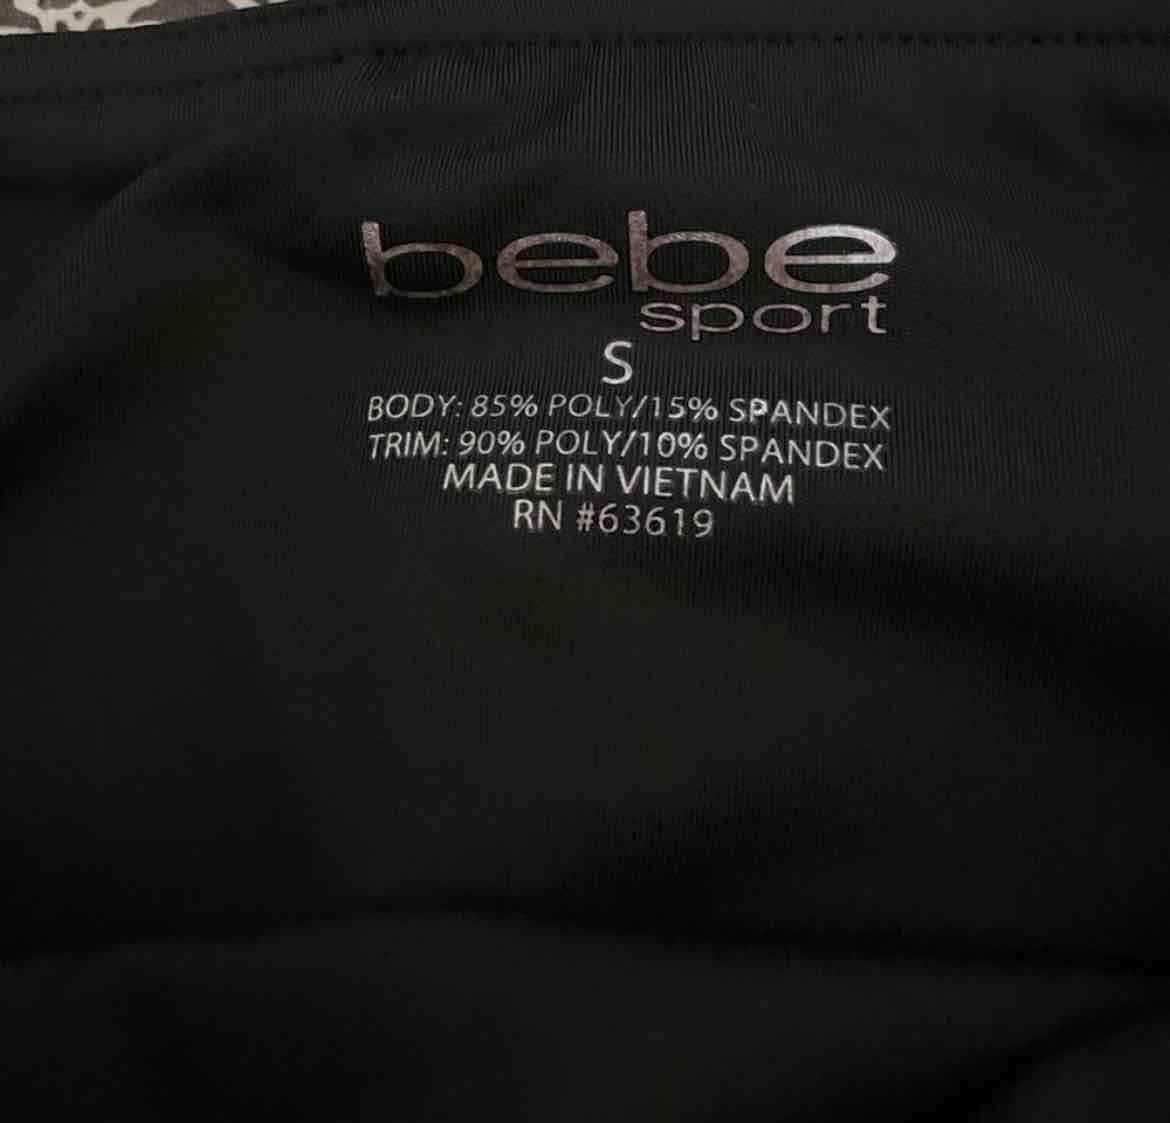 bebe
sport
S
BODY: 85% POLY/15% SPANDEX
TRIM: 90% POLY/10% SPANDEX
MADE IN VIETNAM
RN #63619